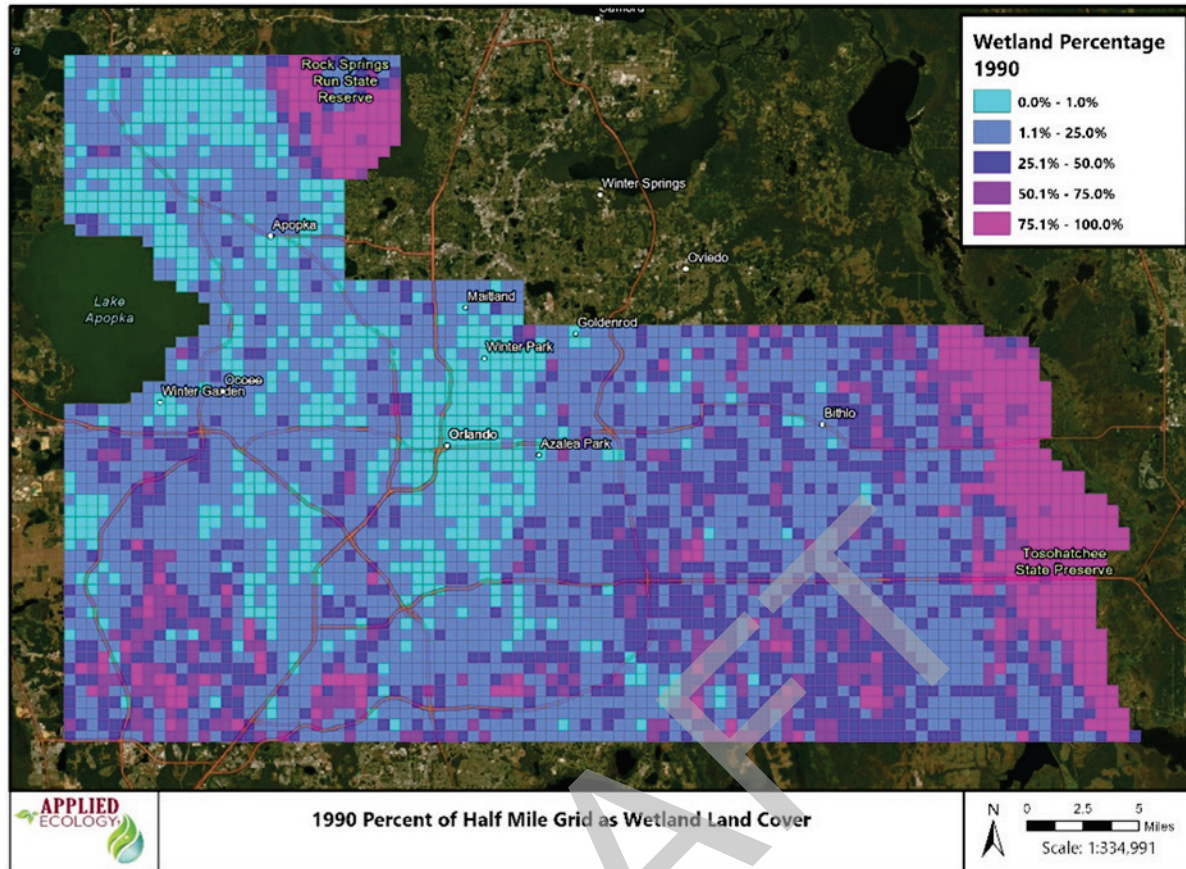 Sanford
Wetland Percentage
1990
0.0% - 1.0%
1.1% - 25.0%
25.1% - 50.0%
50.1% - 75.0%
75.1% - 100.0%
Rock Springs
Run State
Reserve
Winter Springs
Apopka
Oviedo
Lake
Apopka
Maitland
Goldenrod
Winter Park
Ocoee
Winter Garden
Bithlo
Orlando
Azalea Park
Tosohatchee
State Preserve
AFT
APPLIED
ECOLOGY
1990 Percent of Half Mile Grid as Wetland Land Cover
N
0 2.5 5
Miles
Scale: 1:334,991